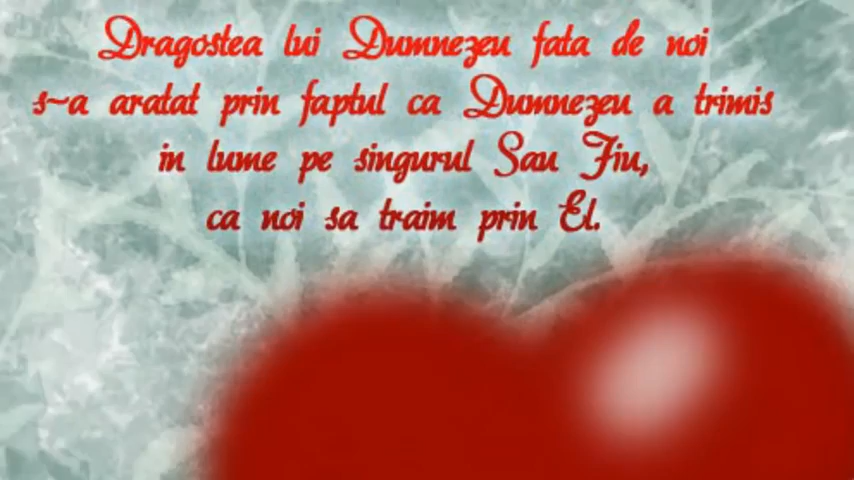 Dragostea lui Dumnezeu fata de noi
s-a aratat prin faptul ca Dumnezeu a trimis
in lume pe singurul Sau Fiu,
ca noi sa traim prin El.